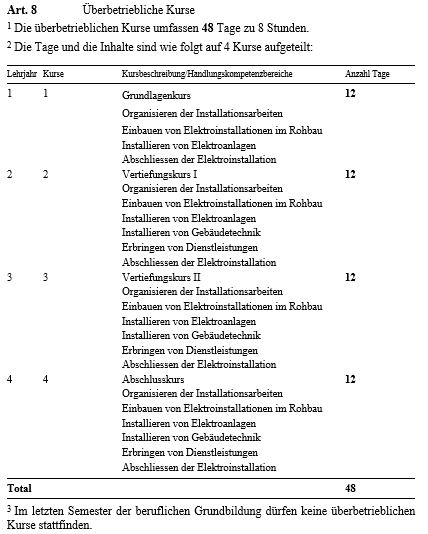 Art. 8 Überbetriebliche Kurse
1 Die überbetrieblichen Kurse umfassen 48 Tage zu 8 Stunden.
2 Die Tage und die Inhalte sind wie folgt auf 4 Kurse aufgeteilt:
Lehrjahr Kurse Kursbeschreibung/Handlungskompetenzbereiche Anzahl Tage
1 1 Grundlagenkurs 12
Organisieren der Installationsarbeiten
Einbauen von Elektroinstallationen im Rohbau
Installieren von Elektroanlagen
Abschliessen der Elektroinstallation
2 2 Vertiefungskurs I 12
Organisieren der Installationsarbeiten
Einbauen von Elektroinstallationen im Rohbau
Installieren von Elektroanlagen
Installieren von Gebäudetechnik
Erbringen von Dienstleistungen
Abschliessen der Elektroinstallation
3 3 Vertiefungskurs II 12
Organisieren der Installationsarbeiten
Einbauen von Elektroinstallationen im Rohbau
Installieren von Elektroanlagen
Installieren von Gebäudetechnik
Erbringen von Dienstleistungen
Abschliessen der Elektroinstallation
4 4 Abschlusskurs 12
Organisieren der Installationsarbeiten
Einbauen von Elektroinstallationen im Rohbau
Installieren von Elektroanlagen
Installieren von Gebäudetechnik
Erbringen von Dienstleistungen
Abschliessen der Elektroinstallation
Total 48
3 Im letzten Semester der beruflichen Grundbildung dürfen keine überbetrieblichen
Kurse stattfinden.